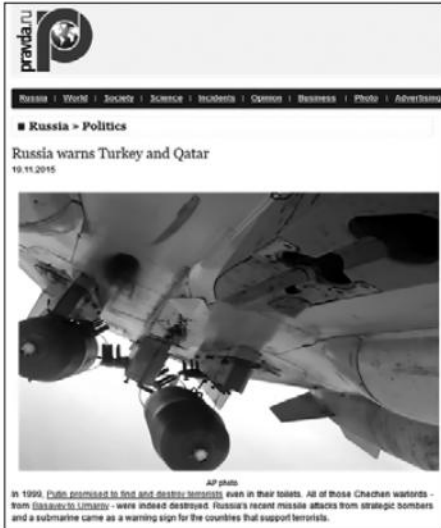 pravda.ru
Russia | World | Society | Science | Incidents | Opinion | Business | Photo | Advertising
■ Russia » Politics
Russia warns Turkey and Qatar
19.11.2015
AP photo
In 1999, Putin promised to find and destroy terrorists even in their toilets. All of those Chechen warlords -
from Basayev to Umarov - were indeed destroyed. Russia's recent missile attacks from strategic bombers
and a submarine came as a warning sign for the countries that support terrorists.